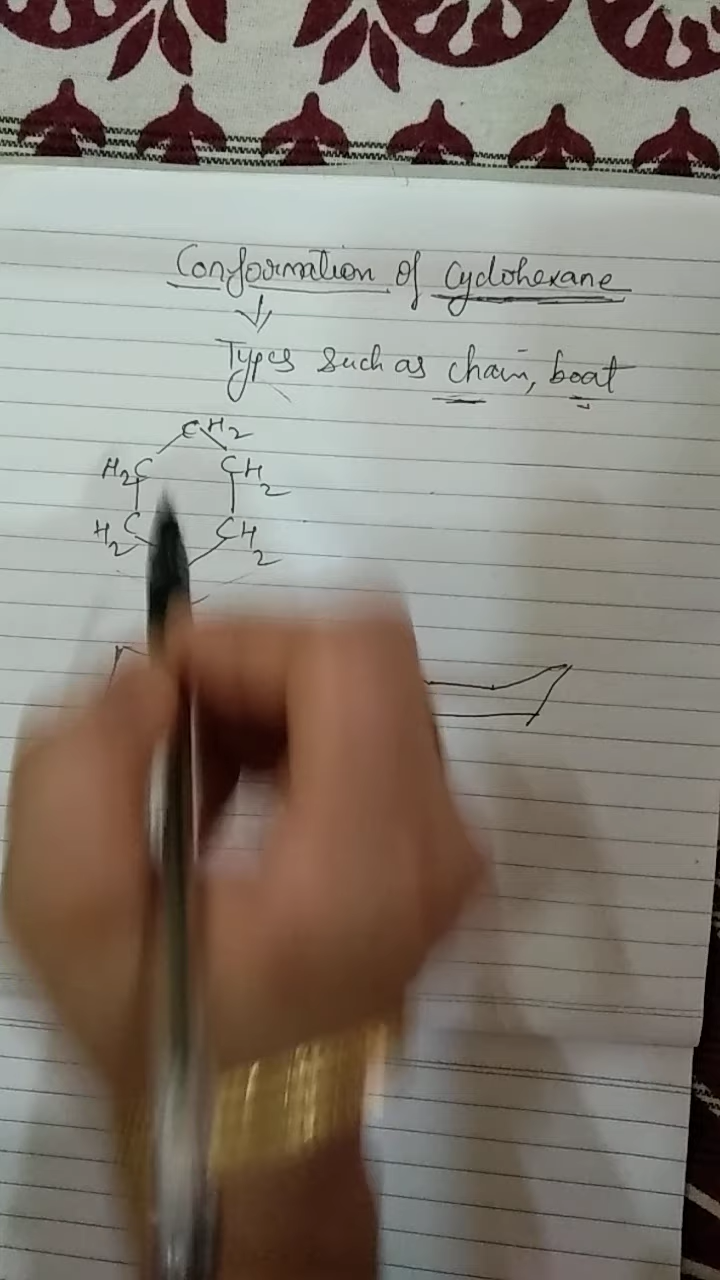 Conformation of Cyclohexane
Types such as chain, boat
CH2
H2C CH2
H2C CH2